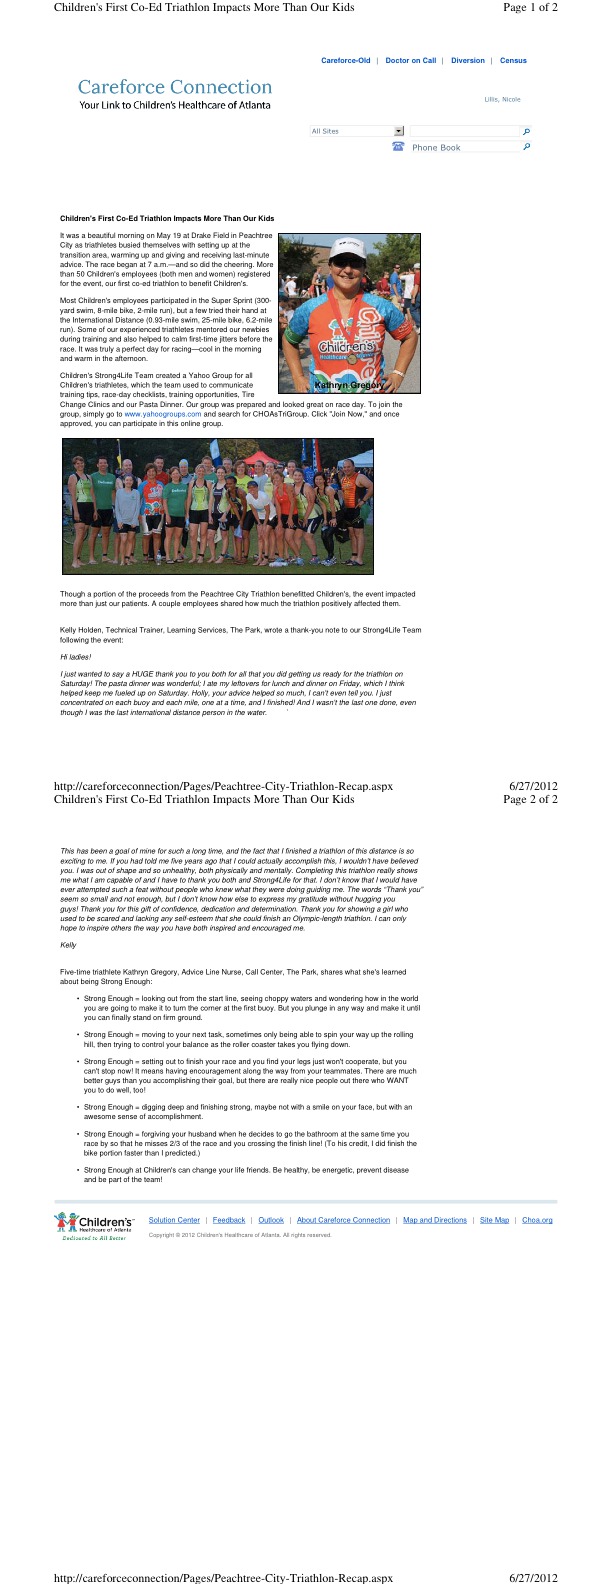 Children's First Co-Ed Triathlon Impacts More Than Our Kids Page 1 of 2
Careforce-Old | Doctor on Call | Diversion | Census
Careforce Connection
Your Link to Children's Healthcare of Atlanta
Lillis, Nicole
All Sites
Phone Book
Children's First Co-Ed Triathlon Impacts More Than Our Kids
It was a beautiful morning on May 19 at Drake Field in Peachtree
City as triathletes busied themselves with setting up at the
transition area, warming up and giving and receiving last-minute
advice. The race began at 7 a.m.—and so did the cheering. More
than 50 Children's employees (both men and women) registered
for the event, our first co-ed triathlon to benefit Children's.
Most Children's employees participated in the Super Sprint (300-
yard swim, 8-mile bike, 2-mile run), but a few tried their hand at
the International Distance (0.93-mile swim, 25-mile bike, 6.2-mile
run). Some of our experienced triathletes mentored our newbies
during training and also helped to calm first-time jitters before the
race. It was truly a perfect day for racing—cool in the morning
and warm in the afternoon.
Children's
Healthcare of Atlanta
Kathryn Gregory
Children's Strong4Life Team created a Yahoo Group for all
Children's triathletes, which the team used to communicate
training tips, race-day checklists, training opportunities, Tire
Change Clinics and our Pasta Dinner. Our group was prepared and looked great on race day. To join the
group, simply go to www.yahoogroups.com and search for CHOAsTriGroup. Click "Join Now," and once
approved, you can participate in this online group.
Though a portion of the proceeds from the Peachtree City Triathlon benefitted Children's, the event impacted
more than just our patients. A couple employees shared how much the triathlon positively affected them.
Kelly Holden, Technical Trainer, Learning Services, The Park, wrote a thank-you note to our Strong4Life Team
following the event:
Hi ladies!
I just wanted to say a HUGE thank you to you both for all that you did getting us ready for the triathlon on
Saturday! The pasta dinner was wonderful; I ate my leftovers for lunch and dinner on Friday, which I think
helped keep me fueled up on Saturday. Holly, your advice helped so much, I can't even tell you. I just
concentrated on each buoy and each mile, one at a time, and I finished! And I wasn't the last one done, even
though I was the last international distance person in the water.
http://careforceconnection/Pages/Peachtree-City-Triathlon-Recap.aspx 6/27/2012
Children's First Co-Ed Triathlon Impacts More Than Our Kids Page 2 of 2
This has been a goal of mine for such a long time, and the fact that I finished a triathlon of this distance is so
exciting to me. If you had told me five years ago that I could actually accomplish this, I wouldn't have believed
you. I was out of shape and so unhealthy, both physically and mentally. Completing this triathlon really shows
me what I am capable of and I have to thank you both and Strong4Life for that. I don't know that I would have
ever attempted such a feat without people who knew what they were doing guiding me. The words "Thank you"
seem so small and not enough, but I don't know how else to express my gratitude without hugging you
guys! Thank you for this gift of confidence, dedication and determination. Thank you for showing a girl who
used to be scared and lacking any self-esteem that she could finish an Olympic-length triathlon. I can only
hope to inspire others the way you have both inspired and encouraged me.
Kelly
Five-time triathlete Kathryn Gregory, Advice Line Nurse, Call Center, The Park, shares what she's learned
about being Strong Enough:
• Strong Enough = looking out from the start line, seeing choppy waters and wondering how in the world
you are going to make it to turn the corner at the first buoy. But you plunge in any way and make it until
you can finally stand on firm ground.
• Strong Enough = moving to your next task, sometimes only being able to spin your way up the rolling
hill, then trying to control your balance as the roller coaster takes you flying down.
• Strong Enough = setting out to finish your race and you find your legs just won't cooperate, but you
can't stop now! It means having encouragement along the way from your teammates. There are much
better guys than you accomplishing their goal, but there are really nice people out there who WANT
you to do well, too!
• Strong Enough = digging deep and finishing strong, maybe not with a smile on your face, but with an
awesome sense of accomplishment.
• Strong Enough = forgiving your husband when he decides to go the bathroom at the same time you
race by so that he misses 2/3 of the race and you crossing the finish line! (To his credit, I did finish the
bike portion faster than I predicted.)
• Strong Enough at Children's can change your life friends. Be healthy, be energetic, prevent disease
and be part of the team!
Children's
Healthcare of Atlanta
Dedicated to All Better
Solution Center | Feedback | Outlook | About Careforce Connection | Map and Directions | Site Map | Choa.org
Copyright © 2012 Children's Healthcare of Atlanta. All rights reserved.
http://careforceconnection/Pages/Peachtree-City-Triathlon-Recap.aspx 6/27/2012